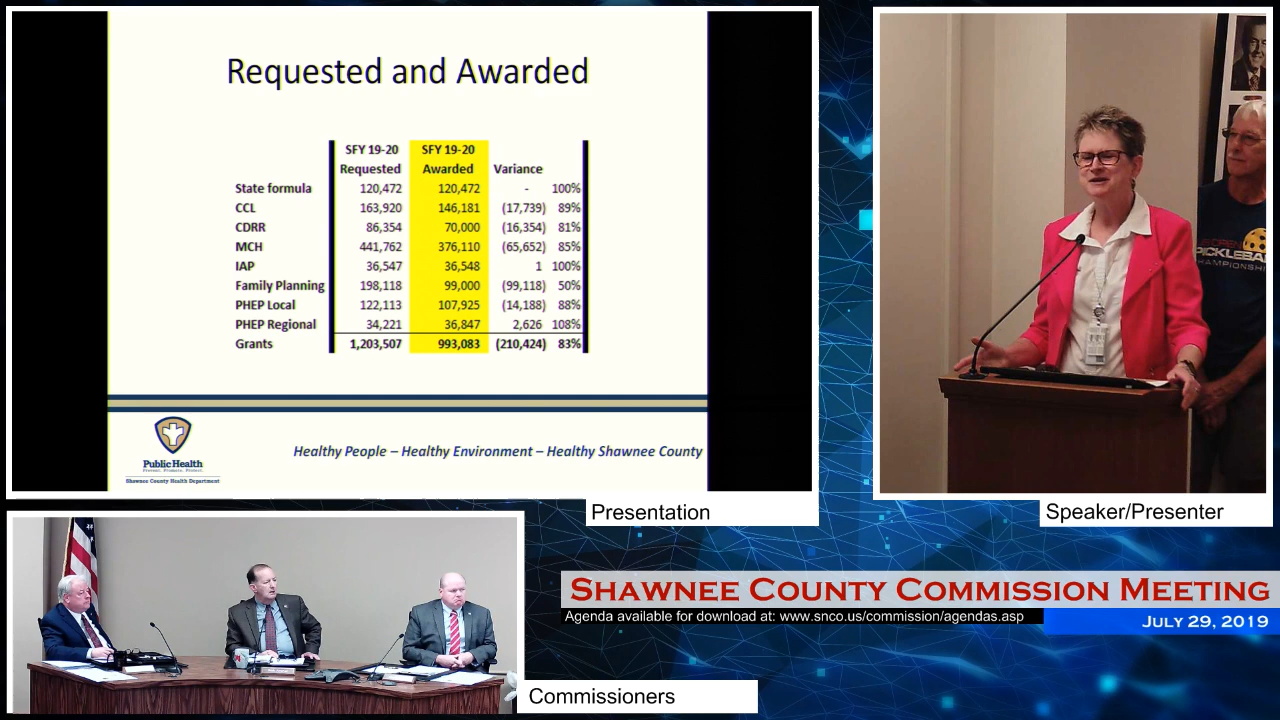 Requested and Awarded
SFY 19-20 SFY 19-20
Requested Awarded Variance
State formula 120,472 120,472 - 100%
CCL 163,920 146,181 (17,739) 89%
CDRR 86,354 70,000 (16,354) 81%
MCH 441,762 376,110 (65,652) 85%
IAP 36,547 36,548 1 100%
Family Planning 198,118 99,000 (99,118) 50%
PHEP Local 122,113 107,925 (14,188) 88%
PHEP Regional 34,221 36,847 2,626 108%
Grants 1,203,507 993,083 (210,424) 83%
Public Health
Prevent. Promote. Protect.
Shawnee County Health Department
Healthy People – Healthy Environment – Healthy Shawnee County
Presentation
OPEN
PICKLEBA
HAMPIONSHI
Speaker/Presenter
Commissioners
SHAWNEE COUNTY COMMISSION MEETING
Agenda available for download at: www.snco.us/commission/agendas.asp
JULY 29, 2019